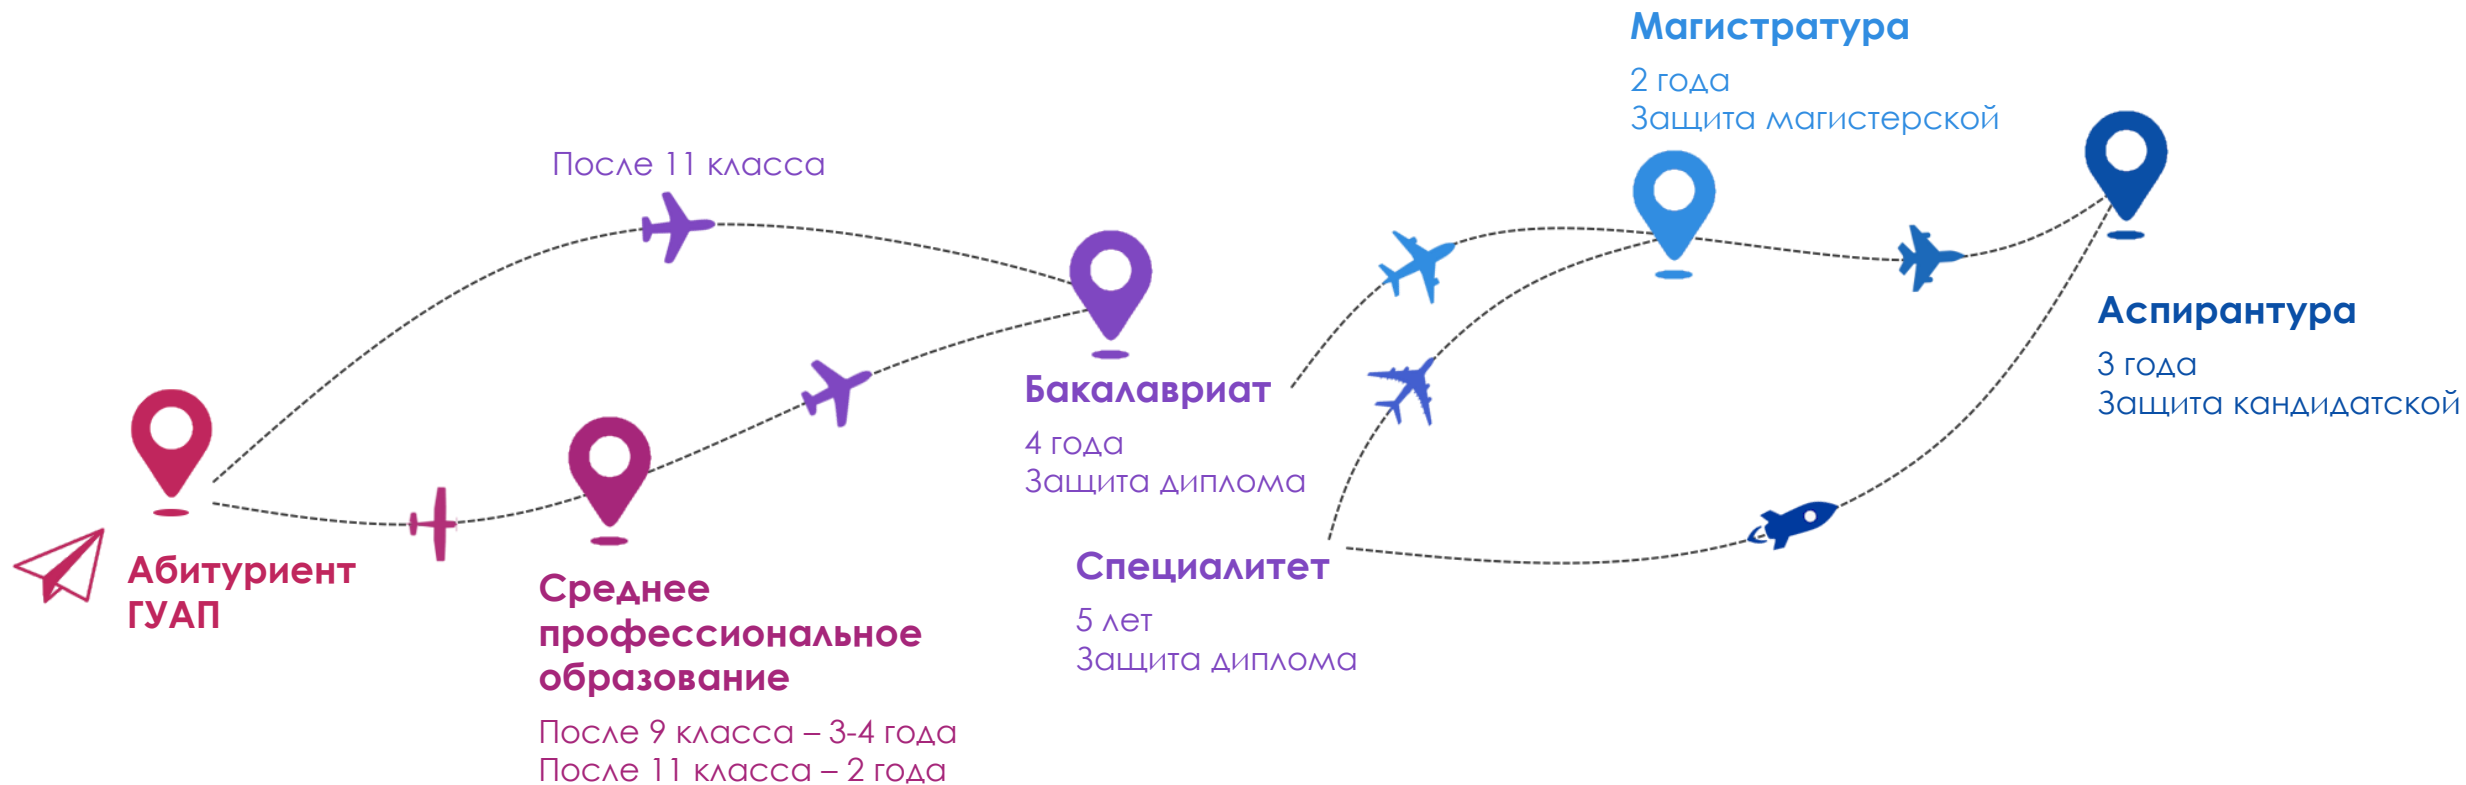 Абитуриент
ГУАП
После 11 класса
Среднее
профессиональное
образование
После 9 класса – 3-4 года
После 11 класса – 2 года
Бакалавриат
4 года
Защита диплома
Специалитет
5 лет
Защита диплома
Магистратура
2 года
Защита магистерской
Аспирантура
3 года
Защита кандидатской